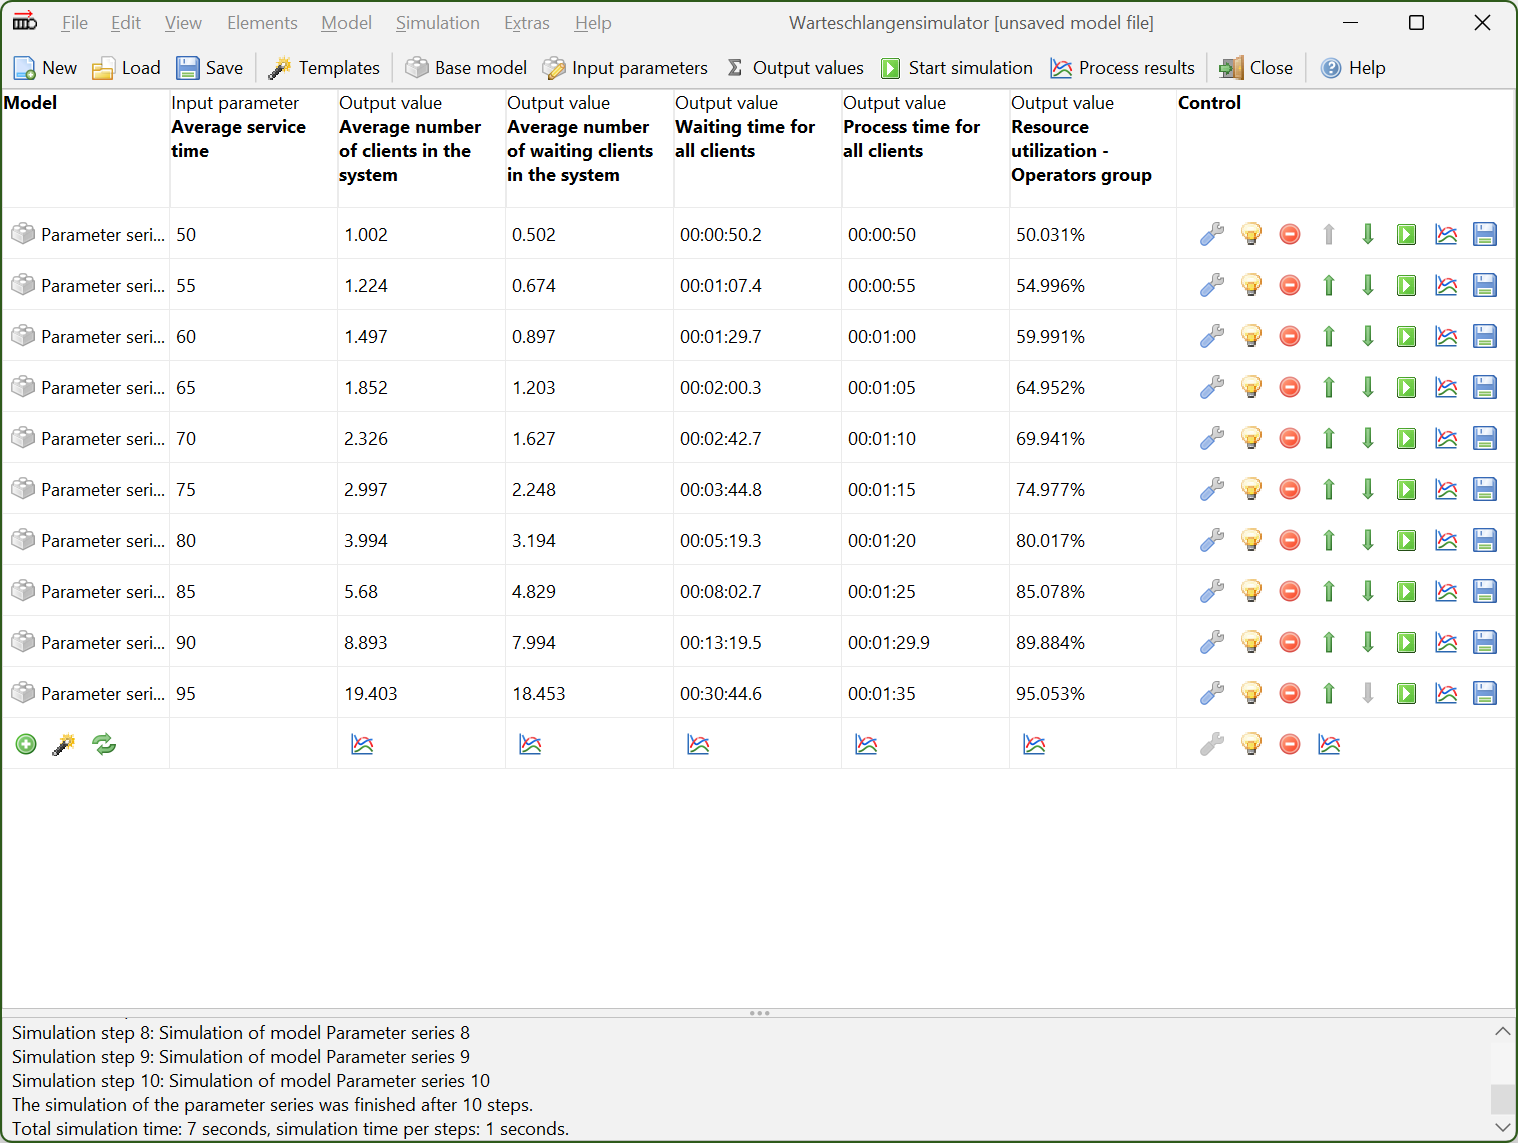 File Edit View Elements Model Simulation Extras Help Warteschlangensimulator [unsaved model file]
New Load Save Templates Base model Input parameters Output values Start simulation Process results Close Help
Model Input parameter Output value Output value Output value Output value Output value Control
Average service Average number Average number Waiting time for Process time for Resource
time of clients in the of waiting clients all clients all clients utilization -
system in the system Operators group
Parameter seri... 50 1.002 0.502 00:00:50.2 00:00:50 50.031%
Parameter seri... 55 1.224 0.674 00:01:07.4 00:00:55 54.996%
Parameter seri... 60 1.497 0.897 00:01:29.7 00:01:00 59.991%
Parameter seri... 65 1.852 1.203 00:02:00.3 00:01:05 64.952%
Parameter seri... 70 2.326 1.627 00:02:42.7 00:01:10 69.941%
Parameter seri... 75 2.997 2.248 00:03:44.8 00:01:15 74.977%
Parameter seri... 80 3.994 3.194 00:05:19.3 00:01:20 80.017%
Parameter seri... 85 5.68 4.829 00:08:02.7 00:01:25 85.078%
Parameter seri... 90 8.893 7.994 00:13:19.5 00:01:29.9 89.884%
Parameter seri... 95 19.403 18.453 00:30:44.6 00:01:35 95.053%
Simulation step 8: Simulation of model Parameter series 8
Simulation step 9: Simulation of model Parameter series 9
Simulation step 10: Simulation of model Parameter series 10
The simulation of the parameter series was finished after 10 steps.
Total simulation time: 7 seconds, simulation time per steps: 1 seconds.